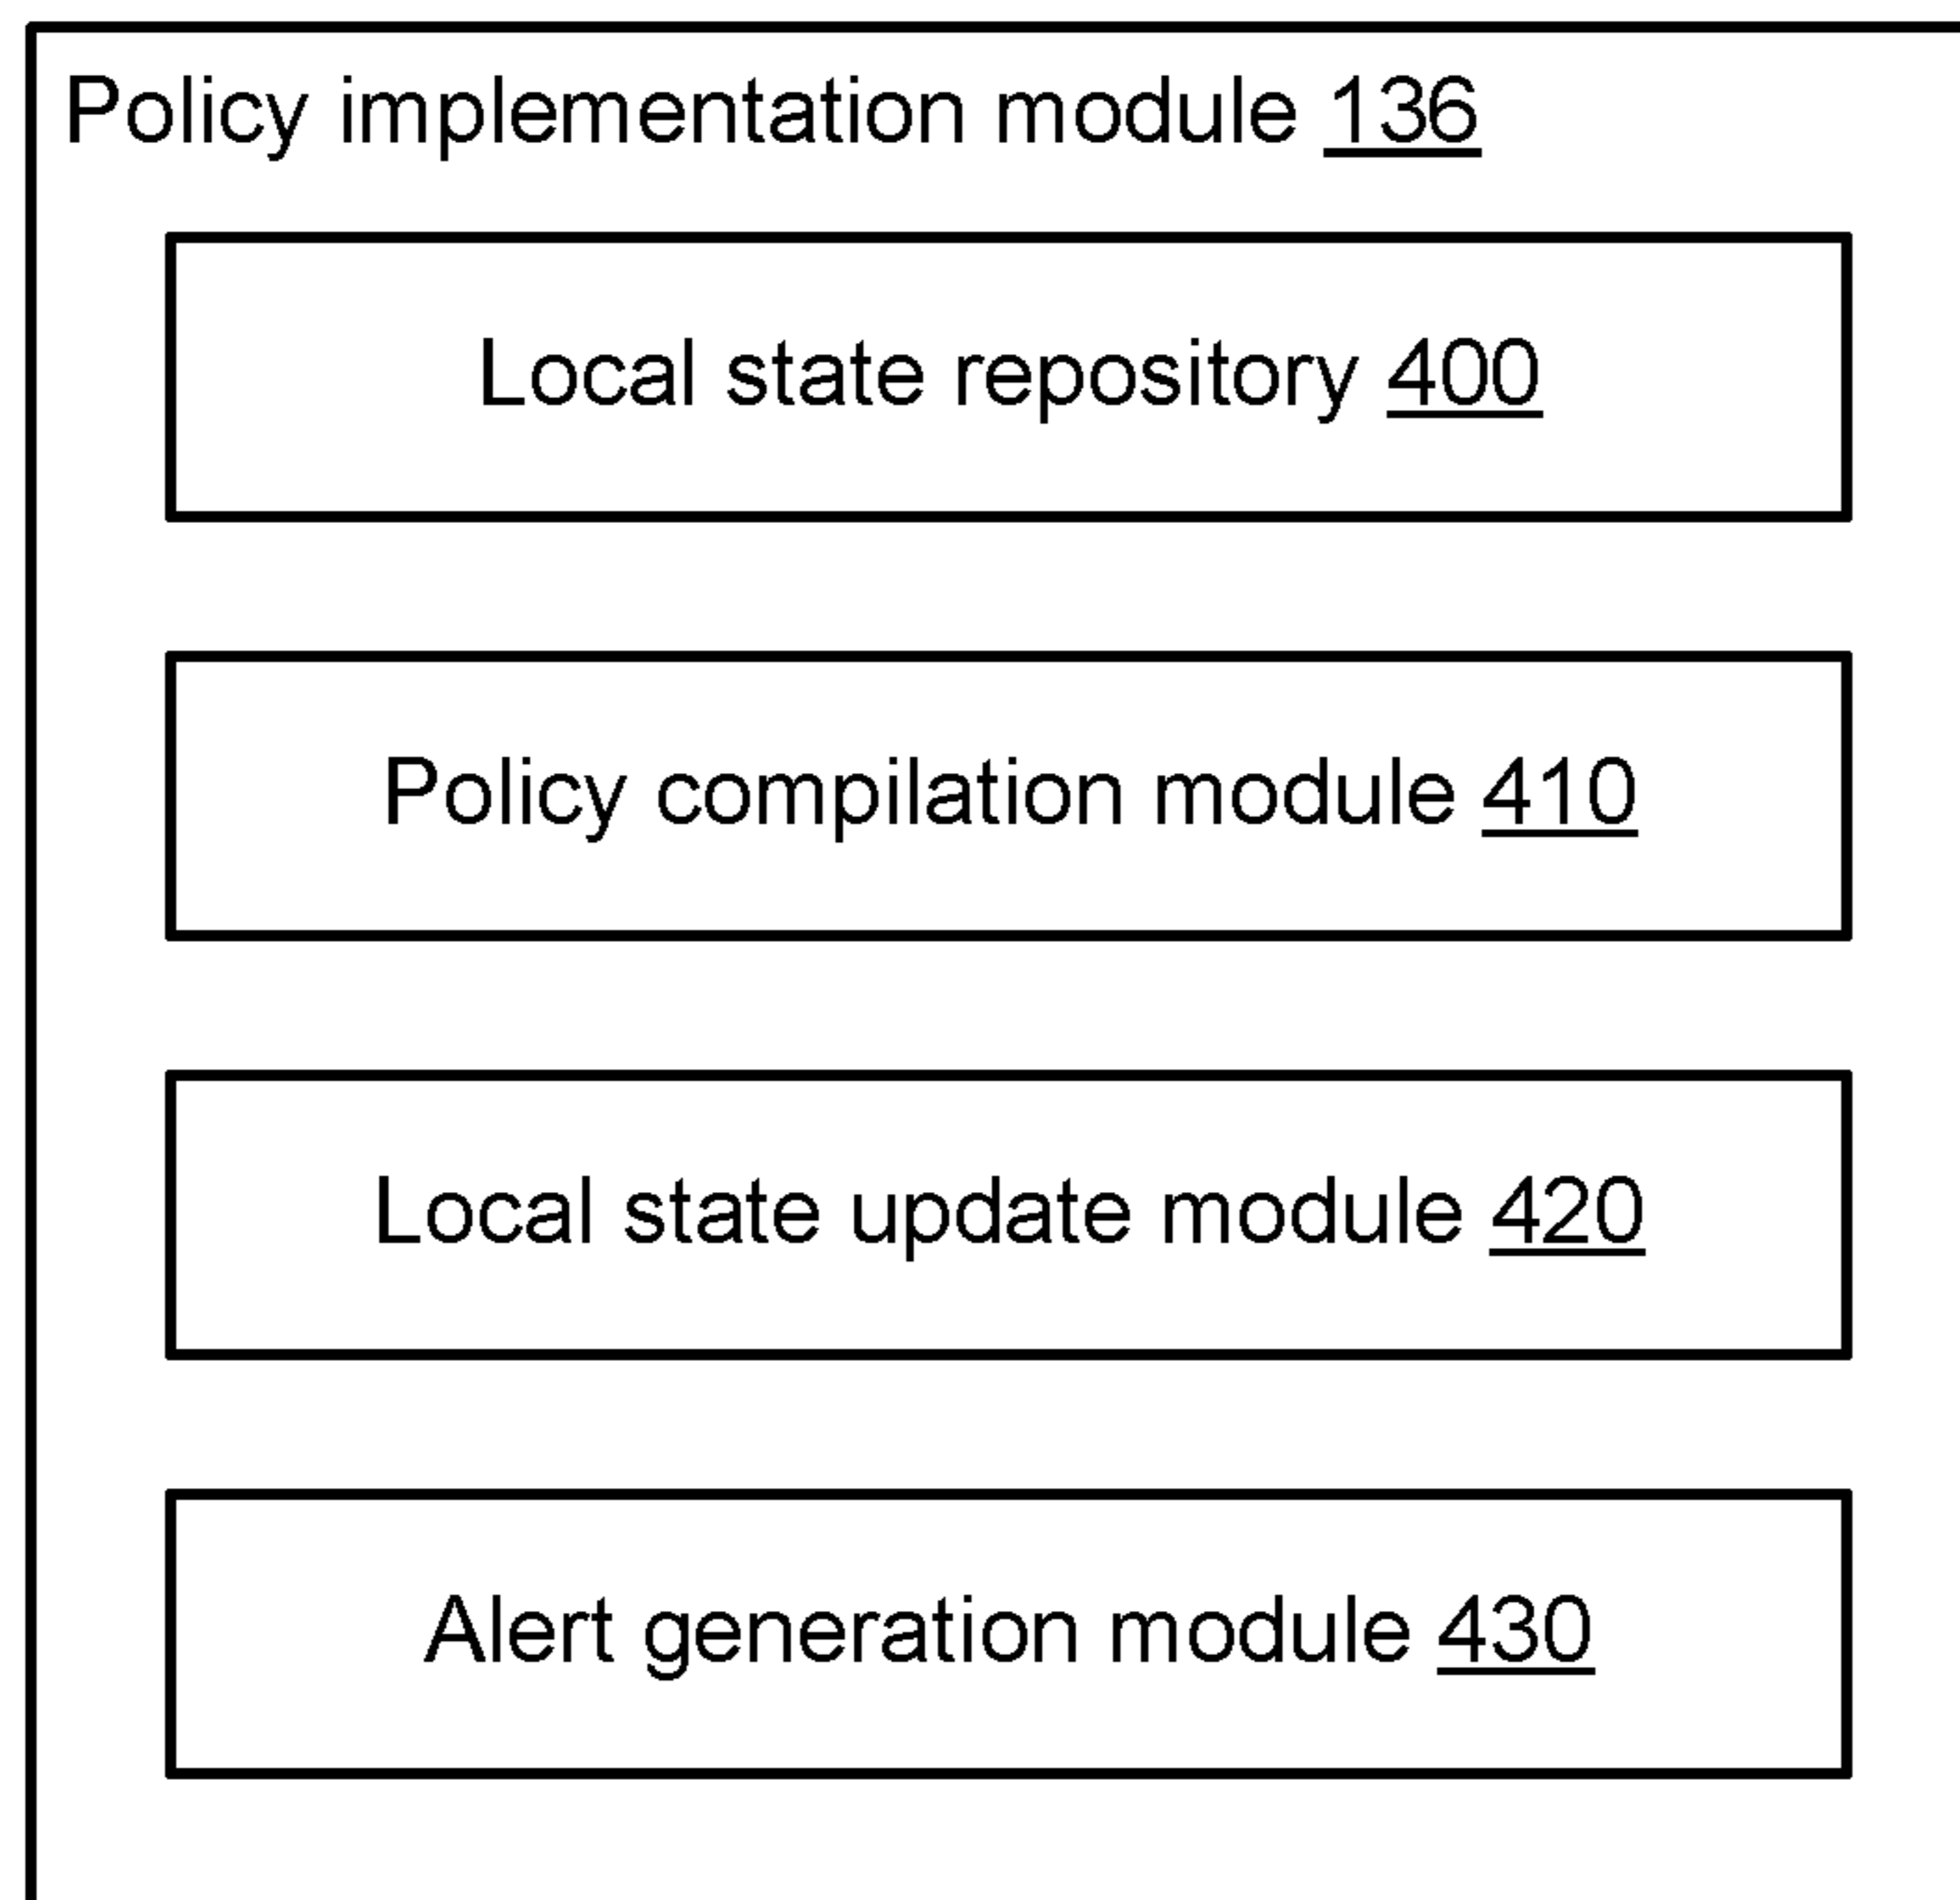 Policy implementation module 136
Local state repository 400
Policy compilation module 410
Local state update module 420
Alert generation module 430